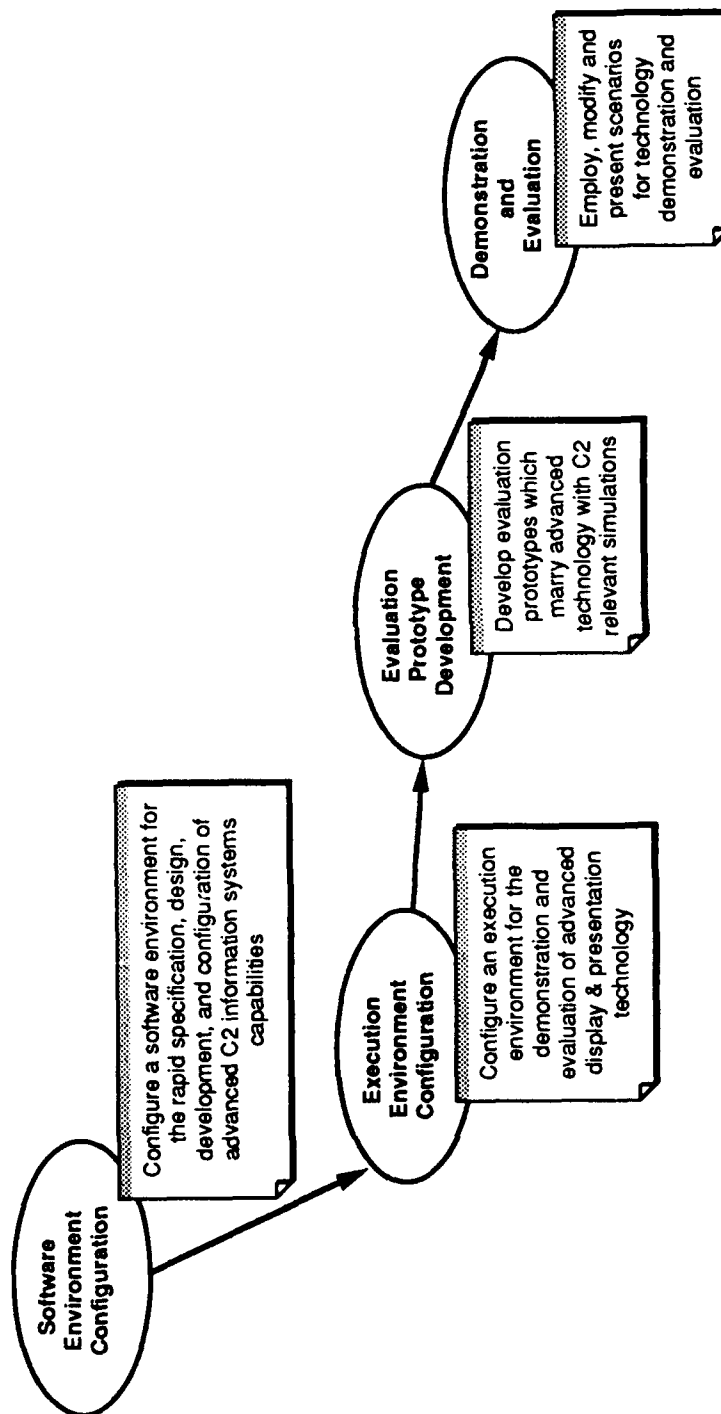 Software
Environment
Configuration
Configure a software environment for
the rapid specification, design,
development, and configuration of
advanced C2 information systems
capabilities
Execution
Environment
Configuration
Configure an execution
environment for the
demonstration and
evaluation of advanced
display & presentation
technology
Evaluation
Prototype
Development
Develop evaluation
prototypes which
marry advanced
technology with C2
relevant simulations
Demonstration
and
Evaluation
Employ, modify and
present scenarios
for technology
demonstration and
evaluation